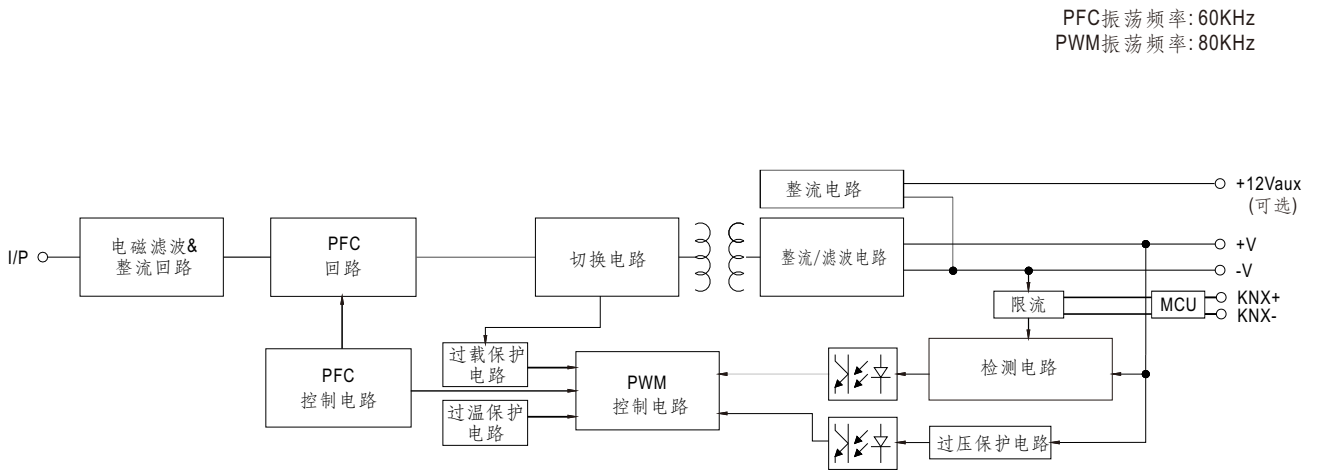 PFC振荡频率: 60KHz
PWM振荡频率: 80KHz
整流电路
+12Vaux
(可选)
I/P
电磁滤波&
整流回路
PFC
回路
切换电路
整流/滤波电路
+V
-V
限流
MCU
KNX+
KNX-
PFC
控制电路
过载保护
电路
过温保护
电路
PWM
控制电路
检测电路
过压保护电路